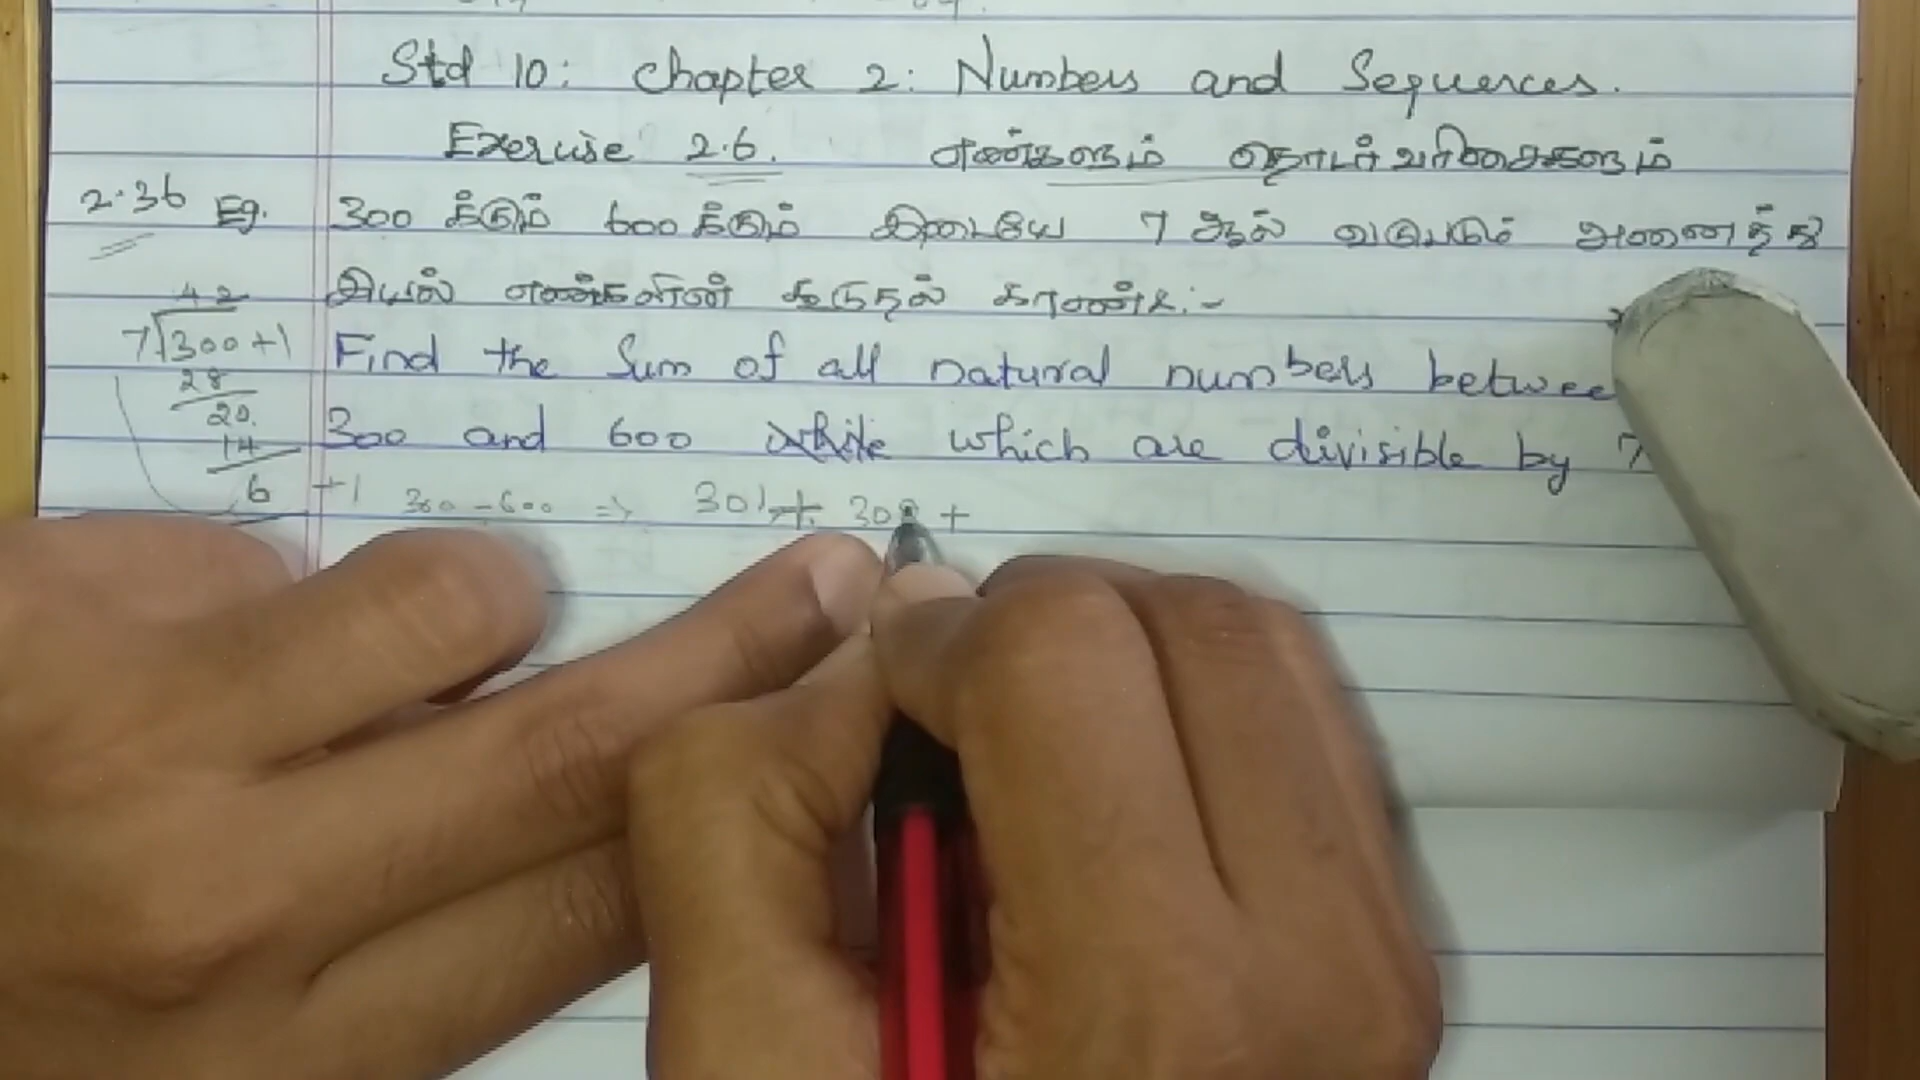 Std 10: Chapter 2: Numbers and Sequences.
Exercise 2.6. எண்களும் தொடர்வரிசைகளும்
2.36 Eg. 300 க்கும் 600 க்கும் இடையே 7 ஆல் வகுபடும் அனைத்து
இயல் எண்களின் கூடுதல் காண்க:-
Find the Sum of all natural numbers betwee
300 and 600 which are divisible by 7
42
7 300+1
28
20.
14
6 +1
300 - 600 ⇒ 301 + 308 +